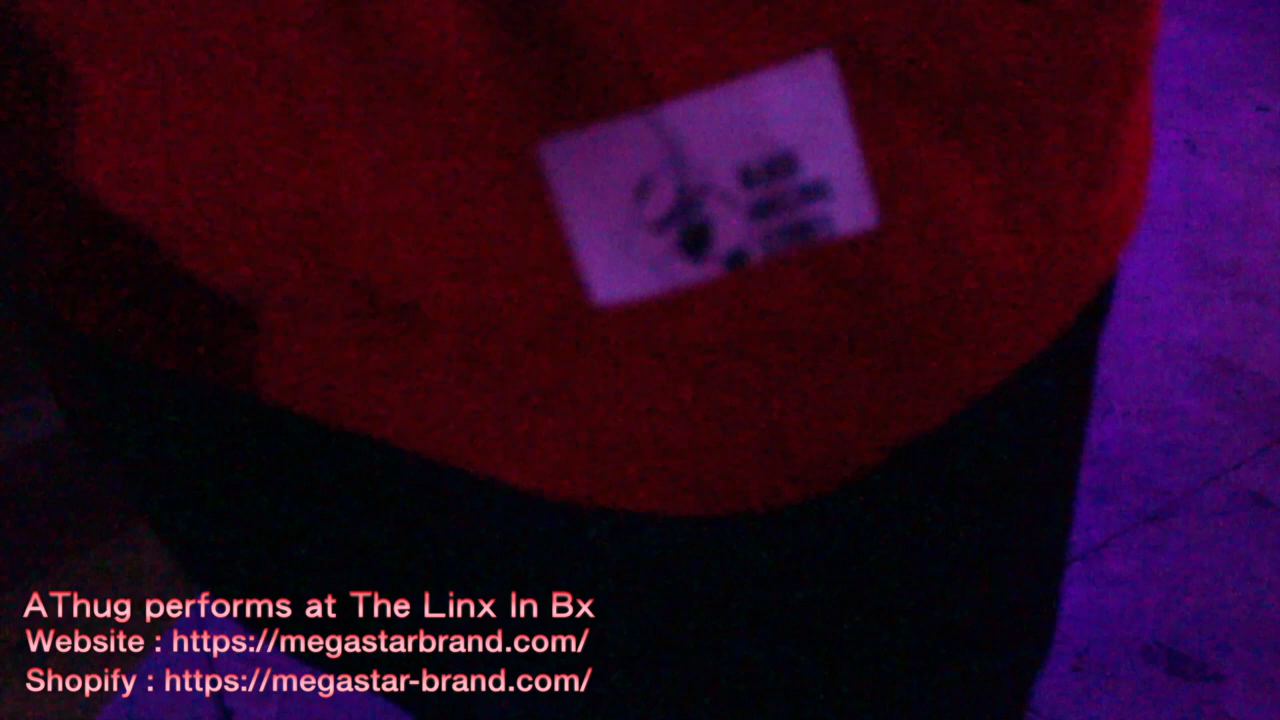 AThug performs at The Linx In Bx
Website : https://megastarbrand.com/
Shopify : https://megastar-brand.com/